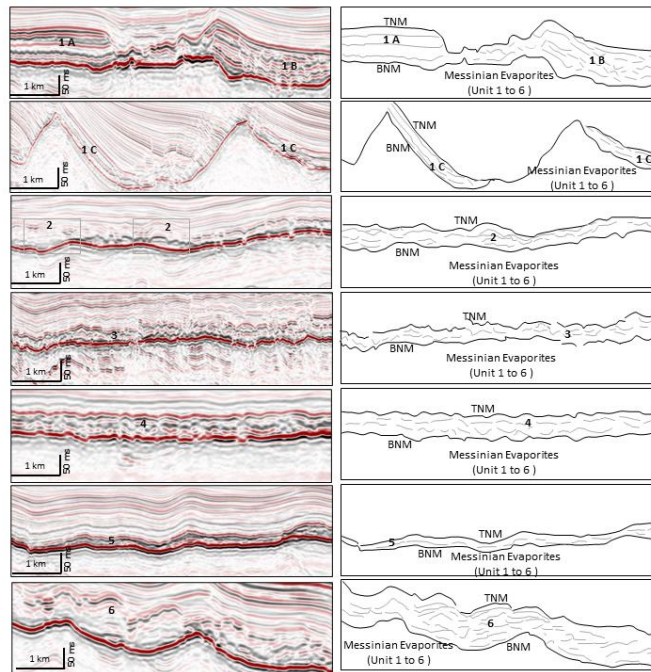 1 A
1 B
1 km
50 ms
TNM
1 A
BNM
1 B
Messinian Evaporites
(Unit 1 to 6 )
1 C
1 C
1 km
50 ms
TNM
BNM
1 C
Messinian Evaporites
(Unit 1 to 6 )
1 C
2
2
1 km
50 ms
TNM
2
BNM
Messinian Evaporites
(Unit 1 to 6 )
3
1 km
50 ms
TNM
3
BNM
Messinian Evaporites
(Unit 1 to 6 )
4
1 km
50 ms
TNM
4
BNM
Messinian Evaporites
(Unit 1 to 6 )
5
1 km
50 ms
TNM
5
BNM
Messinian Evaporites
(Unit 1 to 6 )
6
1 km
50 ms
TNM
6
BNM
Messinian Evaporites
(Unit 1 to 6 )